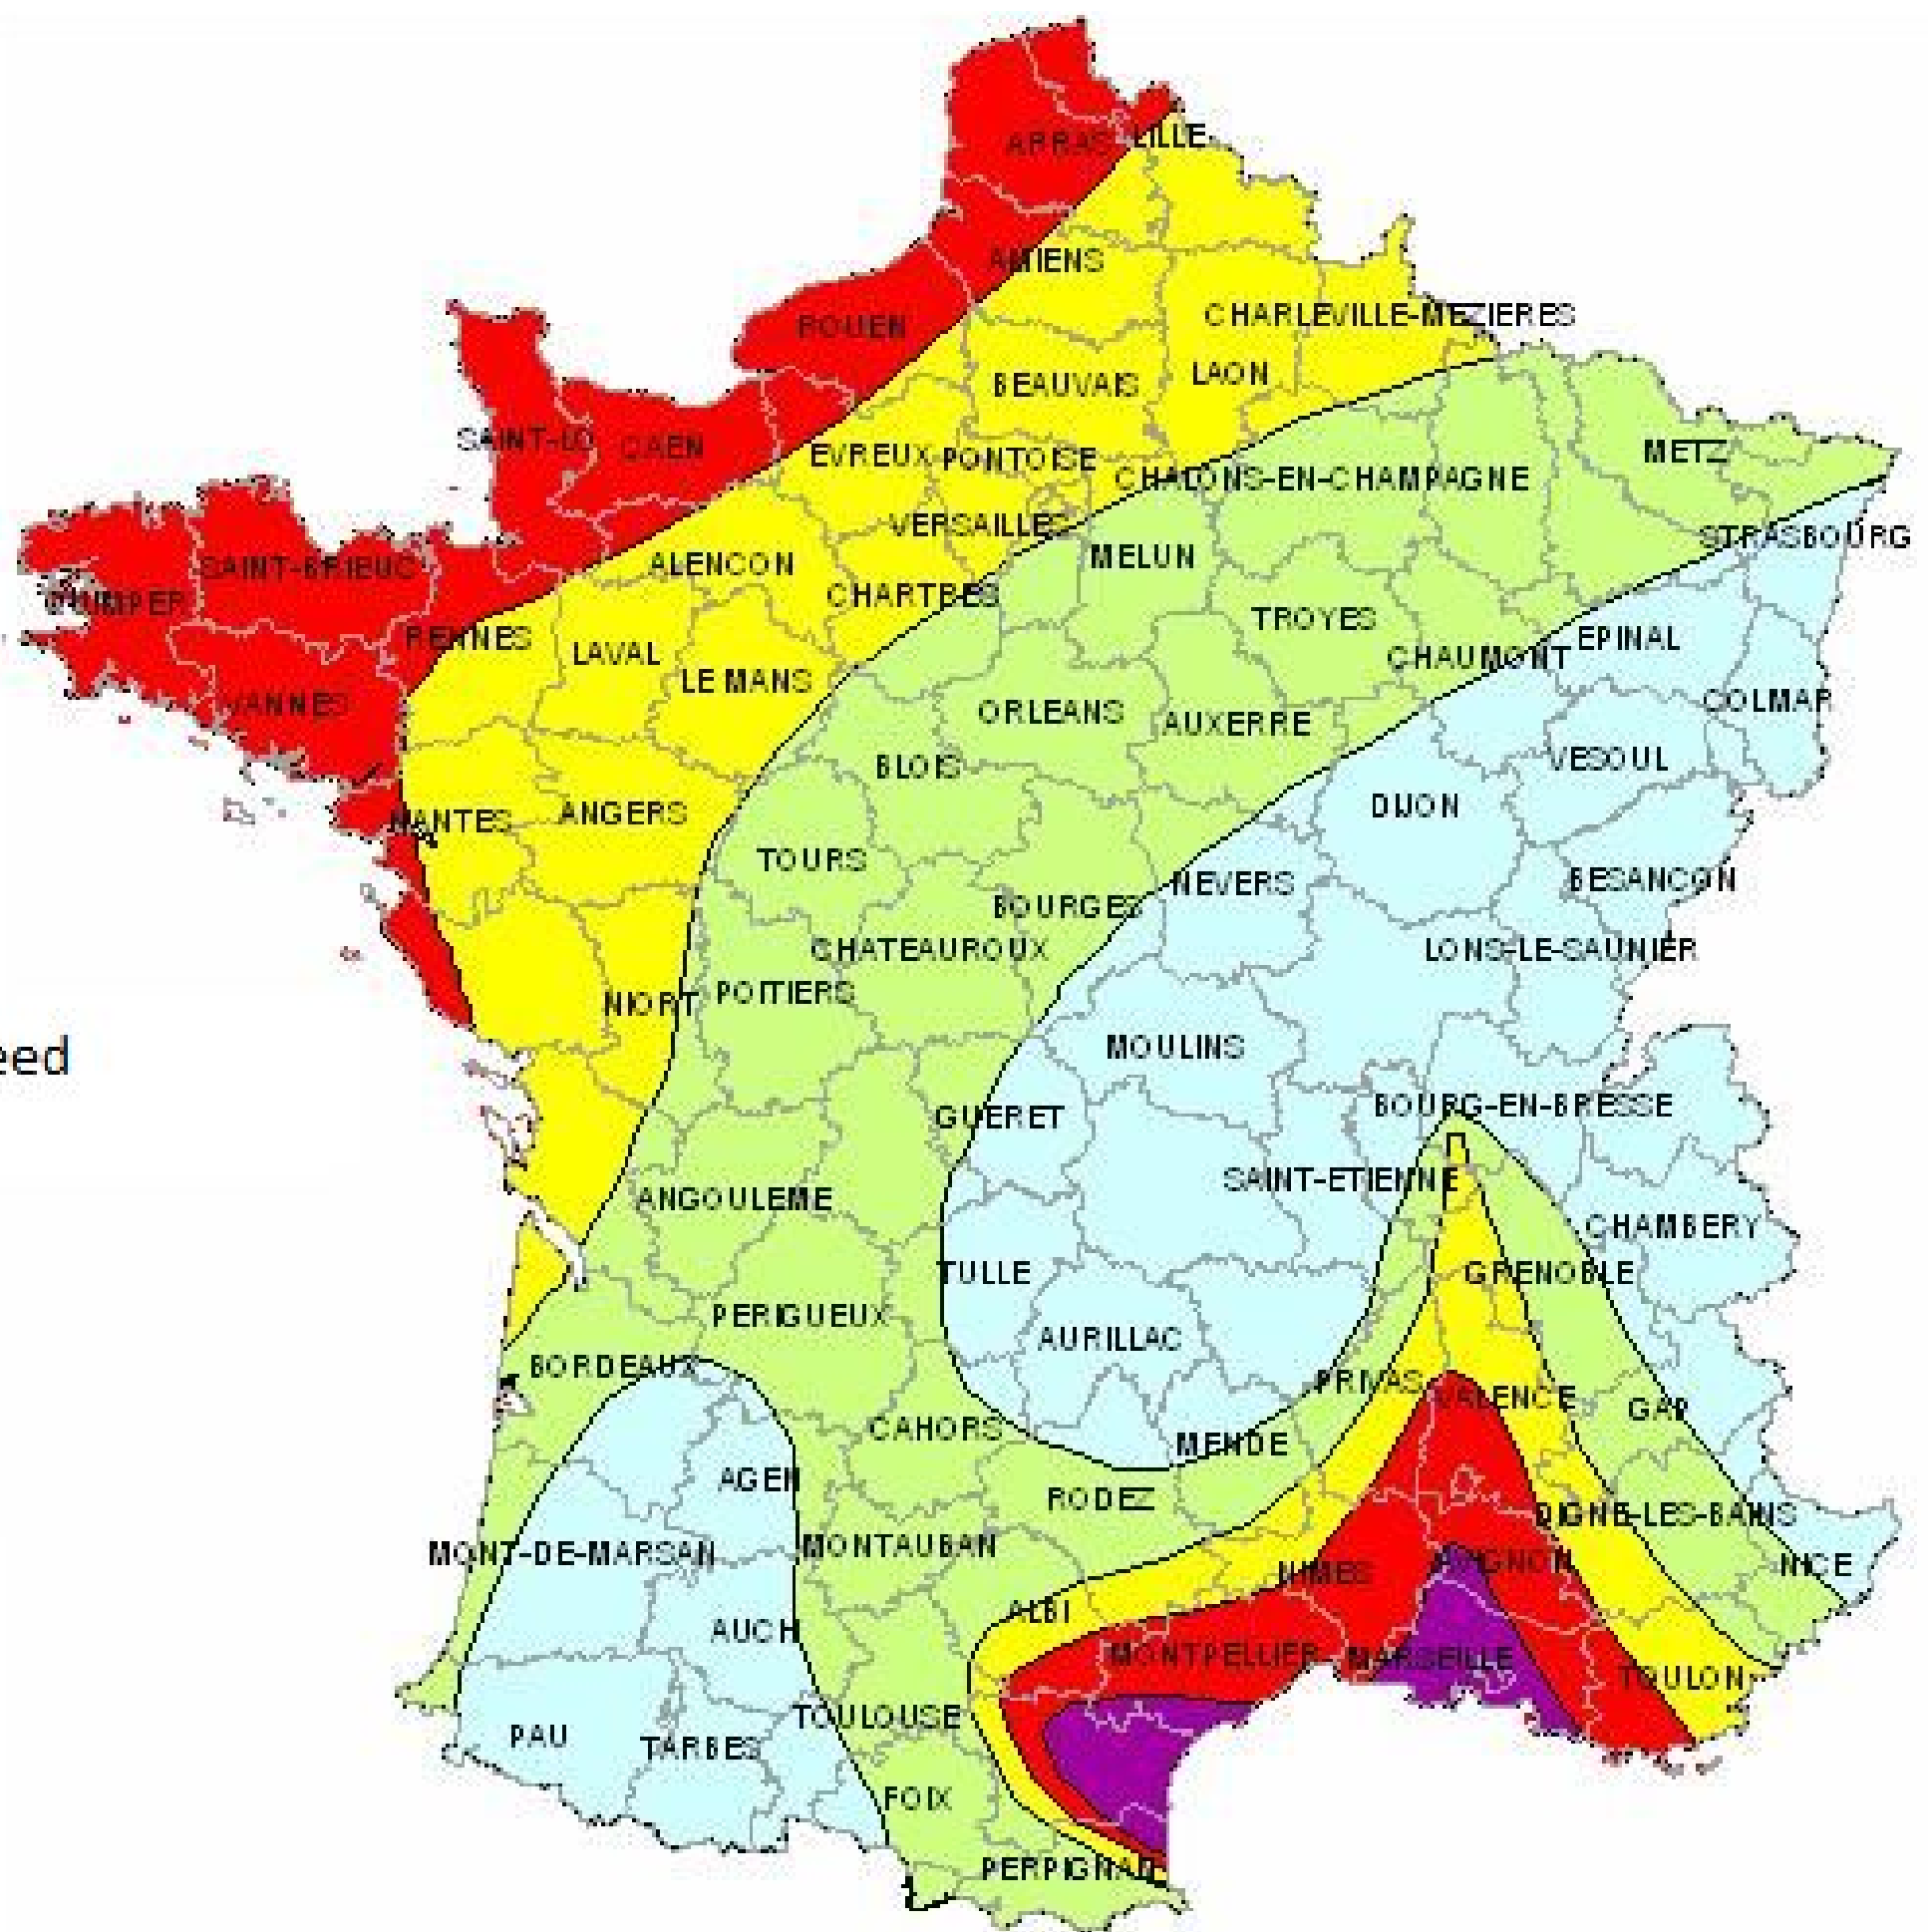 LILLE
ARRAS
AMIENS
ROUEN
CHARLEVILLE-MEZIERES
LAON
BEAUVAIS
SAINT-LO
CAEN
EVREUX
PONTOISE
CHALONS-EN-CHAMPAGNE
METZ
VERSAILLES
STRASBOURG
MELUN
ALENCON
SAINT-BRIEUC
QUIMPER
CHARTRES
TROYES
RENNES
LAVAL
EPINAL
CHAUMONT
LE MANS
COLMAR
VANNES
ORLEANS
AUXERRE
BLOIS
VESOUL
DIJON
NANTES
ANGERS
TOURS
NEVERS
BESANCON
BOURGES
CHATEAUROUX
LONS-LE-SAUNIER
NIORT
POITIERS
MOULINS
eed
BOURG-EN-BRESSE
GUERET
SAINT-ETIENNE
ANGOULEME
CHAMBERY
TULLE
GRENOBLE
PERIGUEUX
AURILLAC
BORDEAUX
PRIVAS
VALENCE
GAP
CAHORS
MENDE
AGEN
RODEZ
DIGNE-LES-BAINS
MONT-DE-MARSAN
MONTAUBAN
NIMES
AVIGNON
NICE
ALBI
AUCH
MONTPELLIER
MARSEILLE
TOULON
TOULOUSE
PAU
TARBES
FOIX
PERPIGNAN